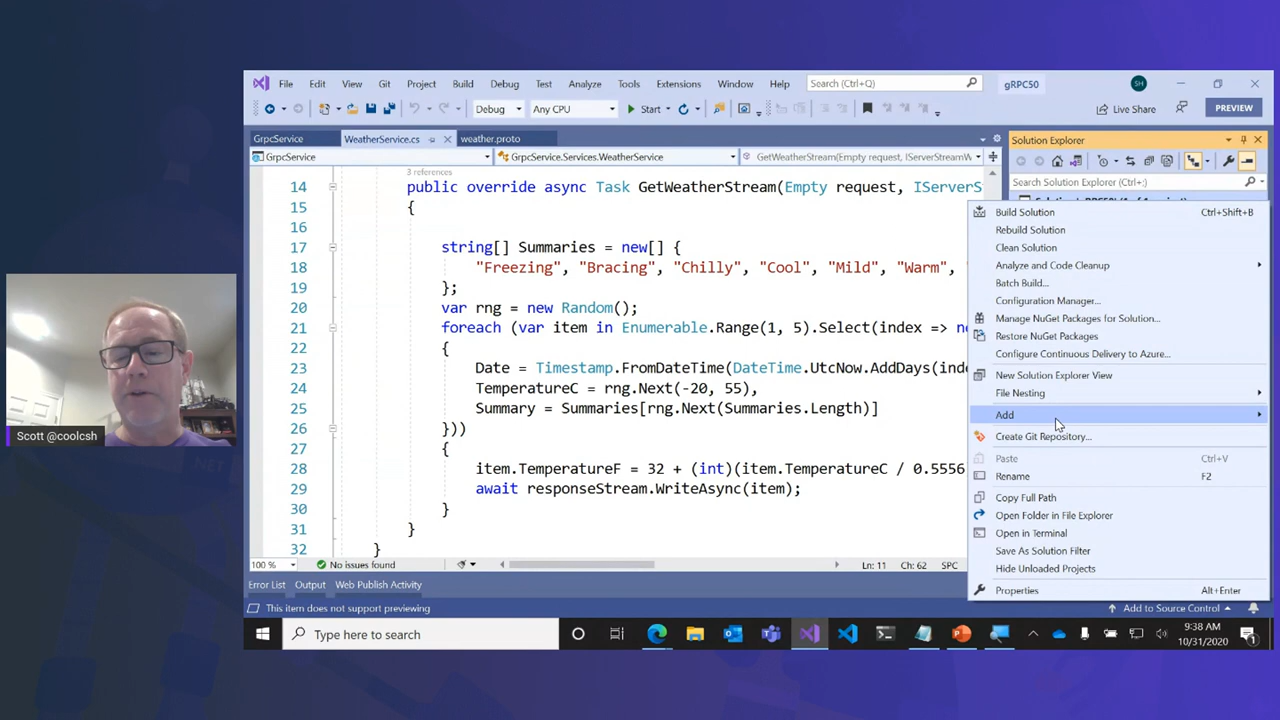 File Edit View Git Project Build Debug Test Analyze Tools Extensions Window Help Search (Ctrl+Q) gRPC50 SH
Debug Any CPU Start Live Share PREVIEW
GrpcService WeatherService.cs weather.proto
GrpcService GrpcService.Services.WeatherService GetWeatherStream(Empty request, IServerStreamW
Solution Explorer
Search Solution Explorer (Ctrl+;)
3 references
14 public override async Task GetWeatherStream(Empty request, IServerS
15 {
16
17 string[] Summaries = new[] {
18 "Freezing", "Bracing", "Chilly", "Cool", "Mild", "Warm",
19 };
20 var rng = new Random();
21 foreach (var item in Enumerable.Range(1, 5).Select(index => ne
22 {
23 Date = Timestamp.FromDateTime(DateTime.UtcNow.AddDays(ind
24 TemperatureC = rng.Next(-20, 55),
25 Summary = Summaries[rng.Next(Summaries.Length)]
26 }))
27 {
28 item.TemperatureF = 32 + (int)(item.TemperatureC / 0.5556
29 await responseStream.WriteAsync(item);
30 }
31 }
32 }
Build Solution Ctrl+Shift+B
Rebuild Solution
Clean Solution
Analyze and Code Cleanup
Batch Build...
Configuration Manager...
Manage NuGet Packages for Solution...
Restore NuGet Packages
Configure Continuous Delivery to Azure...
New Solution Explorer View
File Nesting
Add
Create Git Repository...
Paste Ctrl+V
Rename F2
Copy Full Path
Open Folder in File Explorer
Open in Terminal
Save As Solution Filter
Hide Unloaded Projects
Properties Alt+Enter
100 % No issues found Ln: 11 Ch: 62 SPC
Error List Output Web Publish Activity
This item does not support previewing Add to Source Control
Type here to search
9:38 AM
10/31/2020
1
Scott @coolcsh
.NET